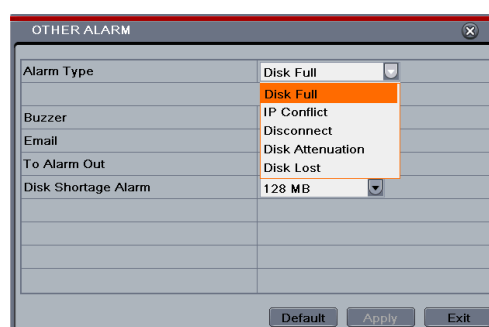 OTHER ALARM
Alarm Type
Disk Full
Disk Full
IP Conflict
Disconnect
Disk Attenuation
Disk Lost
Buzzer
Email
To Alarm Out
Disk Shortage Alarm
128 MB
Default
Apply
Exit